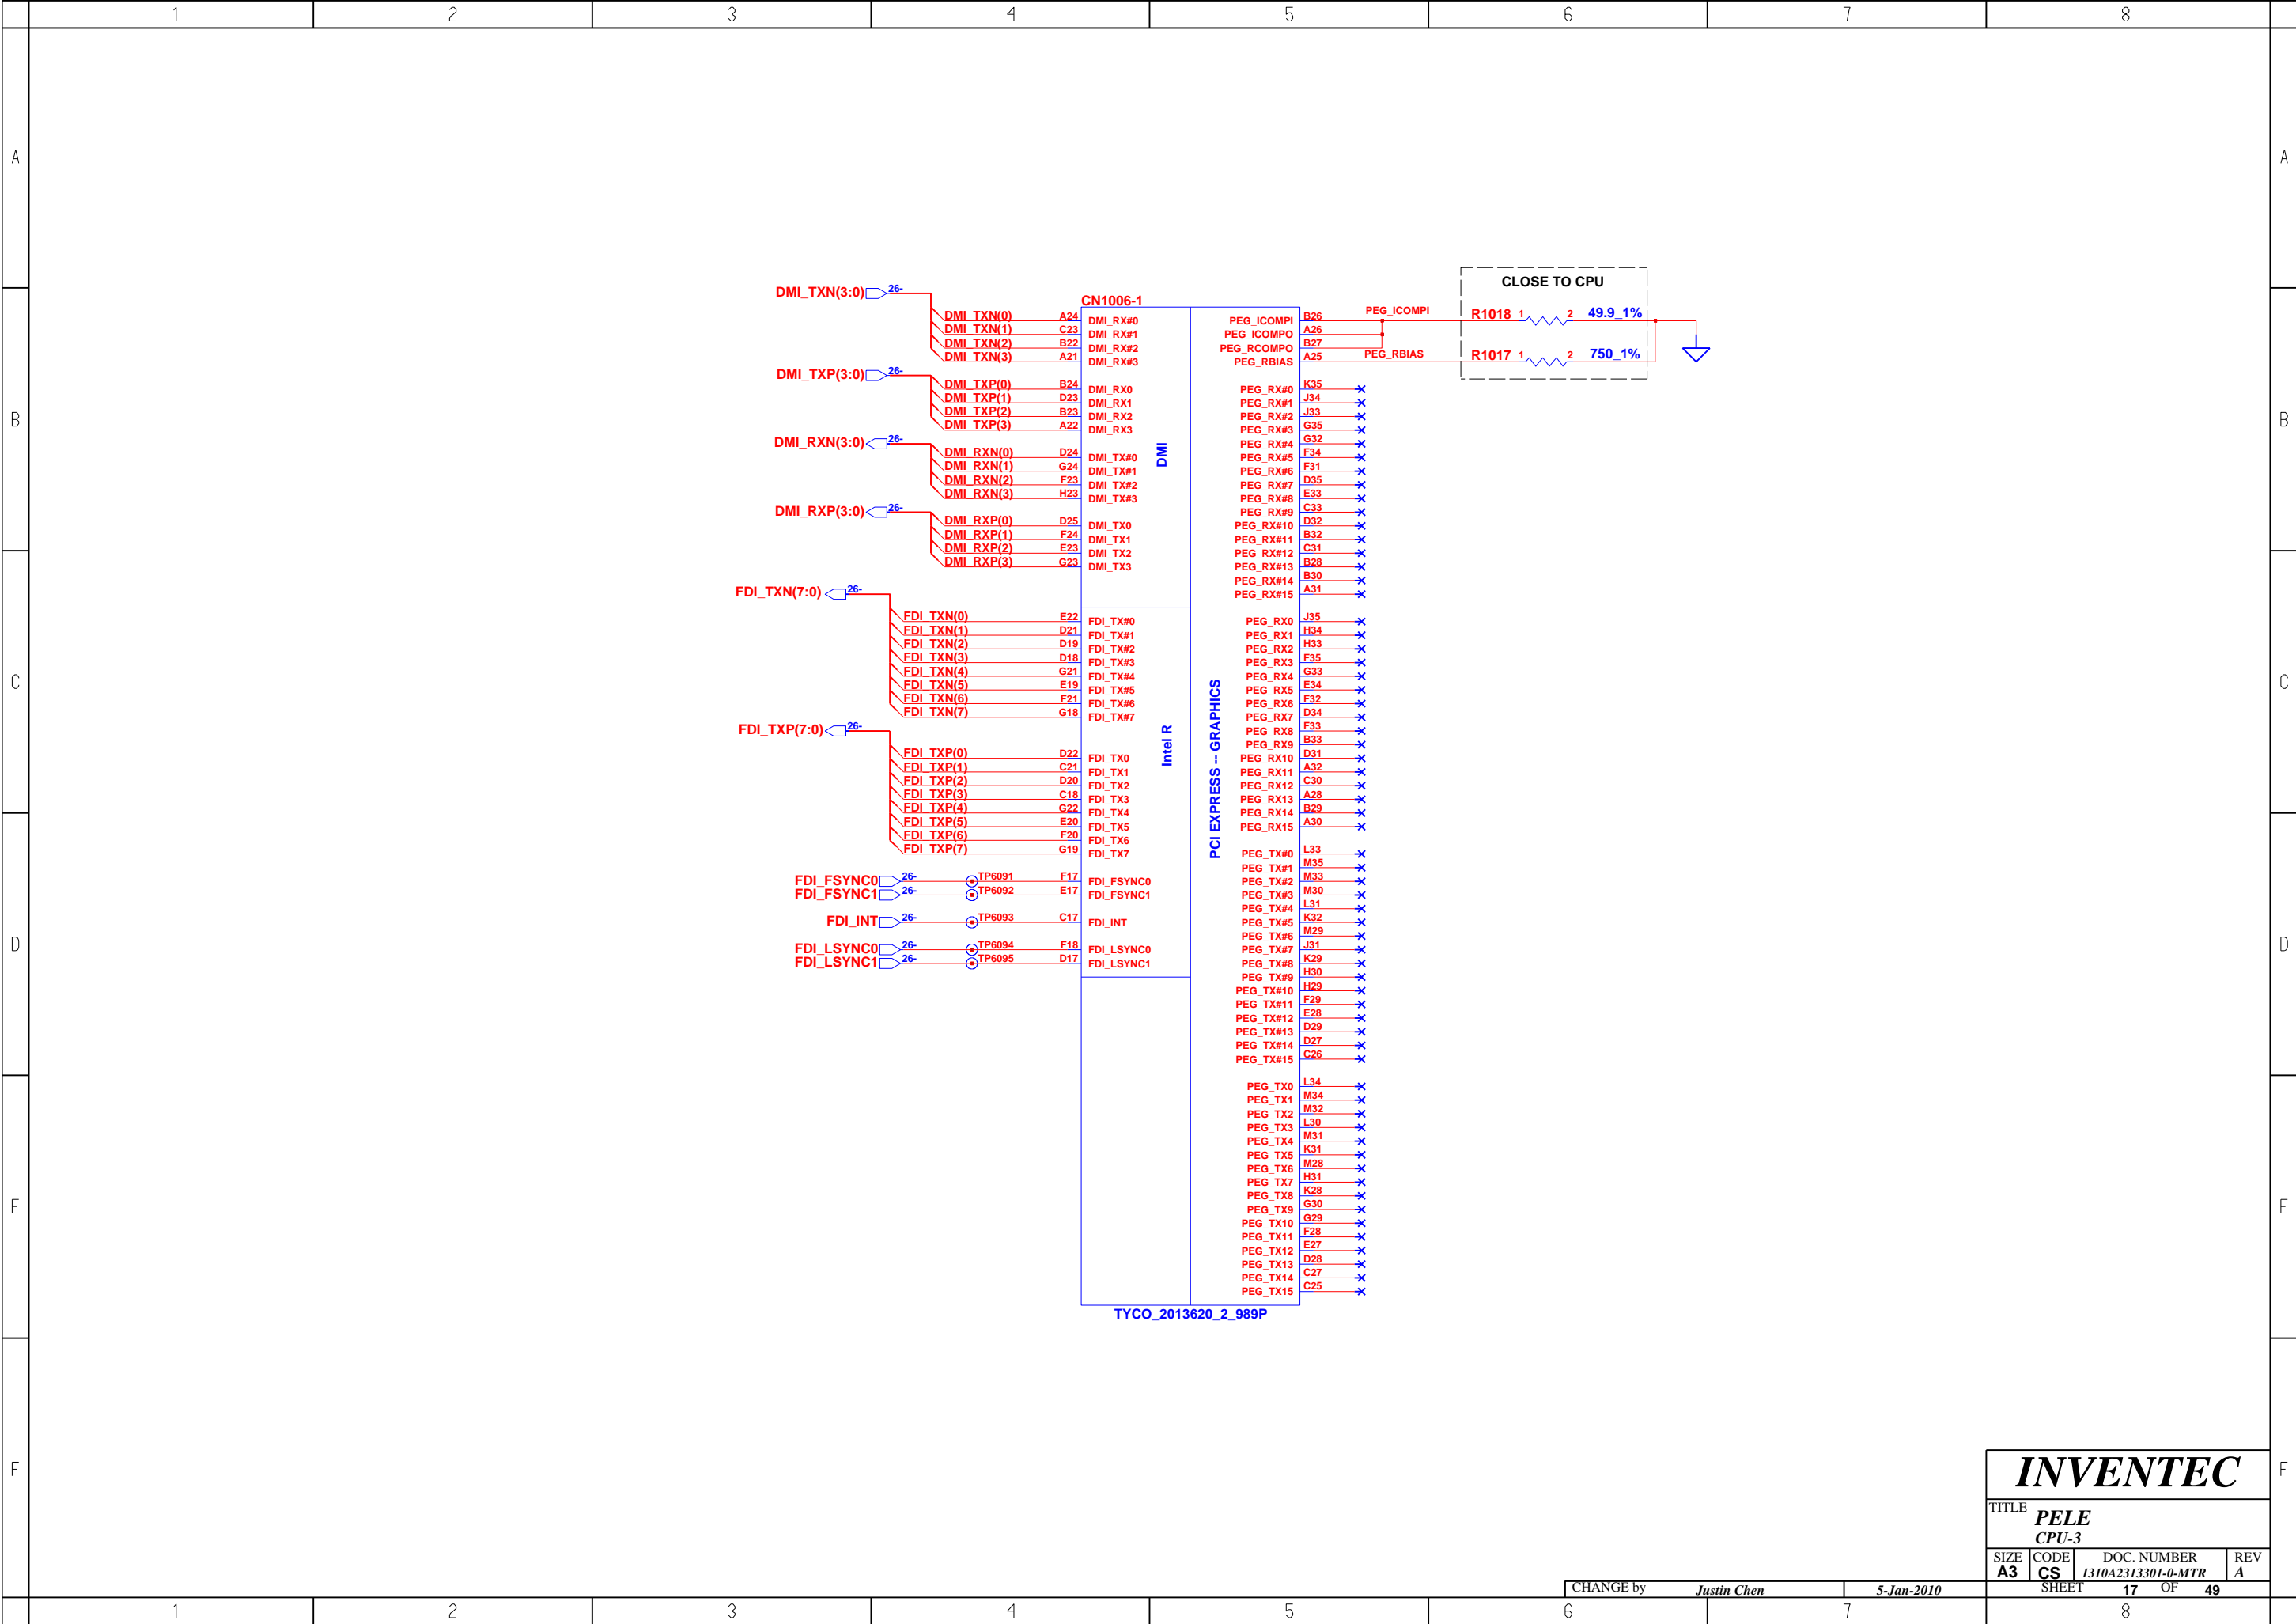 1 2 3 4 5 6 7 8
A A
CLOSE TO CPU
DMI_TXN(3:0) 26-
CN1006-1
DMI_TXN(0) A24 DMI_RX#0 PEG_ICOMPI B26 PEG_ICOMPI R1018 1 2 49.9_1%
DMI_TXN(1) C23 DMI_RX#1 PEG_ICOMPO A26
DMI_TXN(2) B22 DMI_RX#2 PEG_RCOMPO B27
DMI_TXN(3) A21 DMI_RX#3 PEG_RBIAS A25 PEG_RBIAS R1017 1 2 750_1%
DMI_TXP(3:0) 26-
DMI_TXP(0) B24 DMI_RX0 PEG_RX#0 K35
DMI_TXP(1) D23 DMI_RX1 PEG_RX#1 J34
DMI_TXP(2) B23 DMI_RX2 PEG_RX#2 J33
B B
DMI_TXP(3) A22 DMI_RX3 PEG_RX#3 G35
DMI_RXN(3:0) 26- PEG_RX#4 G32
DMI_RXN(0) D24 DMI_TX#0 PEG_RX#5 F34
DMI_RXN(1) G24 DMI_TX#1 PEG_RX#6 F31
DMI_RXN(2) F23 DMI_TX#2 PEG_RX#7 D35
DMI_RXN(3) H23 DMI_TX#3 PEG_RX#8 E33
DMI
DMI_RXP(3:0) 26- PEG_RX#9 C33
DMI_RXP(0) D25 DMI_TX0 PEG_RX#10 D32
DMI_RXP(1) F24 DMI_TX1 PEG_RX#11 B32
DMI_RXP(2) E23 DMI_TX2 PEG_RX#12 C31
DMI_RXP(3) G23 DMI_TX3 PEG_RX#13 B28
PEG_RX#14 B30
FDI_TXN(7:0) 26- PEG_RX#15 A31
FDI_TXN(0) E22 FDI_TX#0 PEG_RX0 J35
FDI_TXN(1) D21 FDI_TX#1 PEG_RX1 H34
FDI_TXN(2) D19 FDI_TX#2 PEG_RX2 H33
FDI_TXN(3) D18 FDI_TX#3 PEG_RX3 F35
FDI_TXN(4) G21 FDI_TX#4 PEG_RX4 G33
C C
FDI_TXN(5) E19 FDI_TX#5 PEG_RX5 E34
FDI_TXN(6) F21 FDI_TX#6 PEG_RX6 F32
FDI_TXN(7) G18 FDI_TX#7 PEG_RX7 D34
FDI_TXP(7:0) 26- PEG_RX8 F33
Intel R
PCI EXPRESS -- GRAPHICS
PEG_RX9 B33
FDI_TXP(0) D22 FDI_TX0 PEG_RX10 D31
FDI_TXP(1) C21 FDI_TX1 PEG_RX11 A32
FDI_TXP(2) D20 FDI_TX2 PEG_RX12 C30
FDI_TXP(3) C18 FDI_TX3 PEG_RX13 A28
FDI_TXP(4) G22 FDI_TX4 PEG_RX14 B29
FDI_TXP(5) E20 FDI_TX5 PEG_RX15 A30
FDI_TXP(6) F20 FDI_TX6
FDI_TXP(7) G19 FDI_TX7 PEG_TX#0 L33
PEG_TX#1 M35
FDI_FSYNC0 26- TP6091 F17 FDI_FSYNC0 PEG_TX#2 M33
FDI_FSYNC1 26- TP6092 E17 FDI_FSYNC1 PEG_TX#3 M30
PEG_TX#4 L31
FDI_INT 26- TP6093 C17 FDI_INT PEG_TX#5 K32
PEG_TX#6 M29
D D
FDI_LSYNC0 26- TP6094 F18 FDI_LSYNC0 PEG_TX#7 J31
FDI_LSYNC1 26- TP6095 D17 FDI_LSYNC1 PEG_TX#8 K29
PEG_TX#9 H30
PEG_TX#10 H29
PEG_TX#11 F29
PEG_TX#12 E28
PEG_TX#13 D29
PEG_TX#14 D27
PEG_TX#15 C26
PEG_TX0 L34
PEG_TX1 M34
PEG_TX2 M32
PEG_TX3 L30
PEG_TX4 M31
PEG_TX5 K31
PEG_TX6 M28
PEG_TX7 H31
PEG_TX8 K28
E E
PEG_TX9 G30
PEG_TX10 G29
PEG_TX11 F28
PEG_TX12 E27
PEG_TX13 D28
PEG_TX14 C27
PEG_TX15 C25
TYCO_2013620_2_989P
F F
INVENTEC
TITLE PELE
CPU-3
SIZE CODE DOC. NUMBER REV
A3 CS 1310A2313301-0-MTR A
CHANGE by Justin Chen 5-Jan-2010 SHEET 17 OF 49
1 2 3 4 5 6 7 8